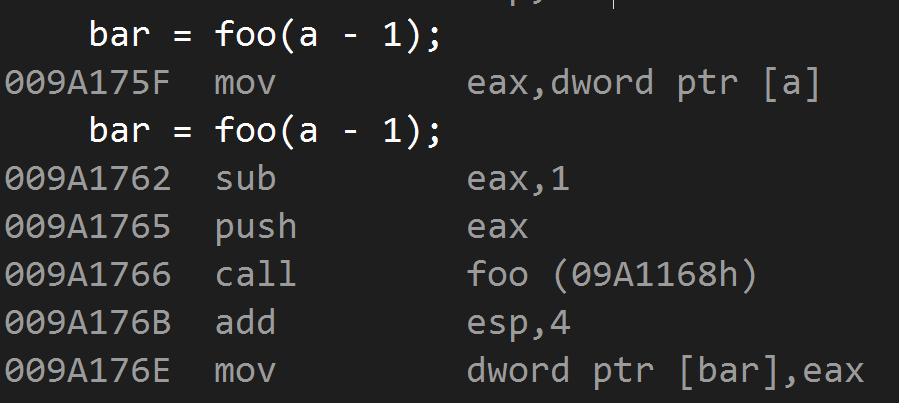 bar = foo(a - 1);
009A175F mov eax,dword ptr [a]
bar = foo(a - 1);
009A1762 sub eax,1
009A1765 push eax
009A1766 call foo (09A1168h)
009A176B add esp,4
009A176E mov dword ptr [bar],eax